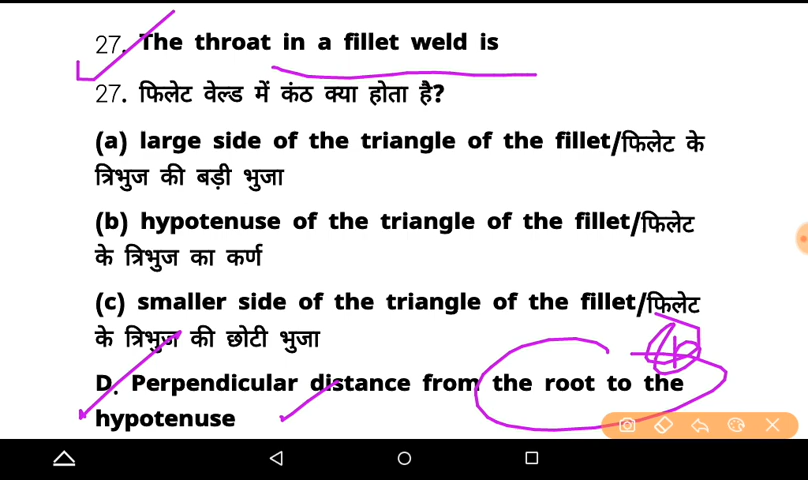 27. The throat in a fillet weld is
27. फिलेट वेल्ड में कंठ क्या होता है?
(a) large side of the triangle of the fillet/फिलेट के
त्रिभुज की बड़ी भुजा
(b) hypotenuse of the triangle of the fillet/फिलेट
के त्रिभुज का कर्ण
(c) smaller side of the triangle of the fillet/फिलेट
के त्रिभुज की छोटी भुजा
D. Perpendicular distance from the root to the
hypotenuse